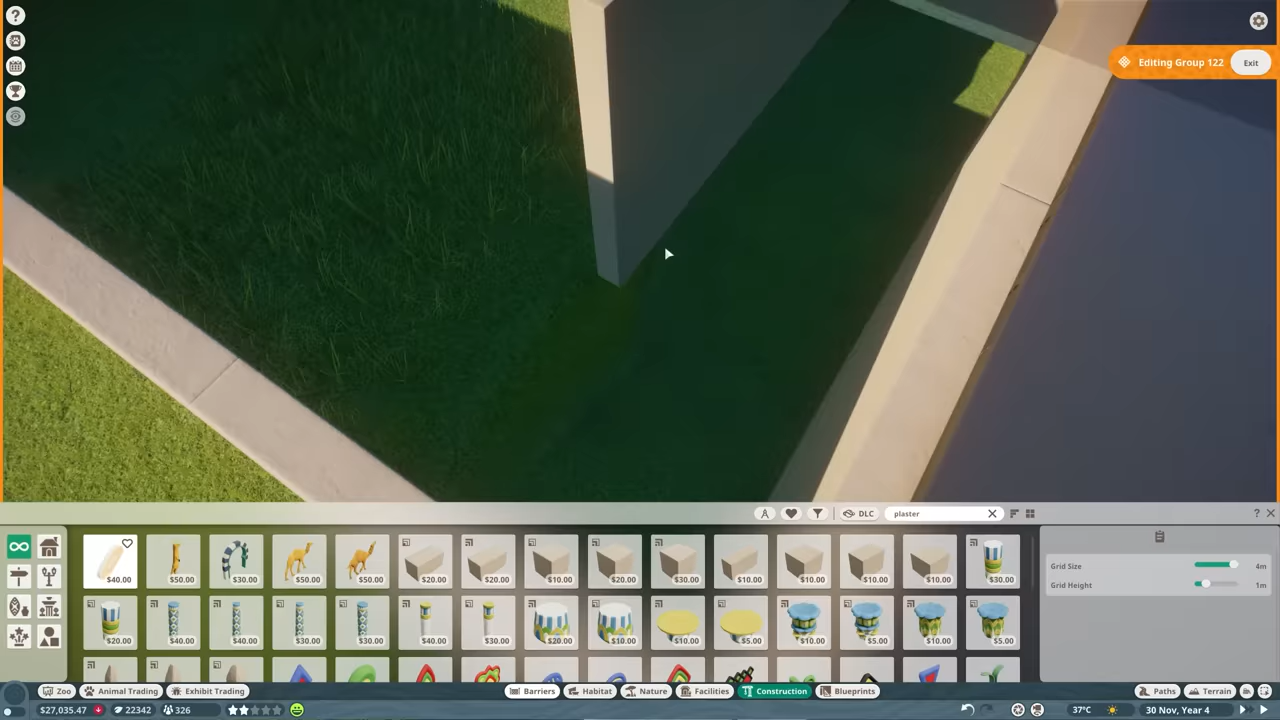 ?
Editing Group 122
Exit
DLC
plaster
?
$40.00
$50.00
$30.00
$50.00
$50.00
$20.00
$20.00
$10.00
$20.00
$30.00
$10.00
$10.00
$10.00
$10.00
$30.00
Grid Size
4m
Grid Height
1m
$20.00
$40.00
$40.00
$30.00
$30.00
$40.00
$30.00
$20.00
$10.00
$10.00
$5.00
$10.00
$5.00
$10.00
$5.00
Zoo
Animal Trading
Exhibit Trading
Barriers
Habitat
Nature
Facilities
Construction
Blueprints
Paths
Terrain
$27,035.47
22342
326
37°C
30 Nov, Year 4